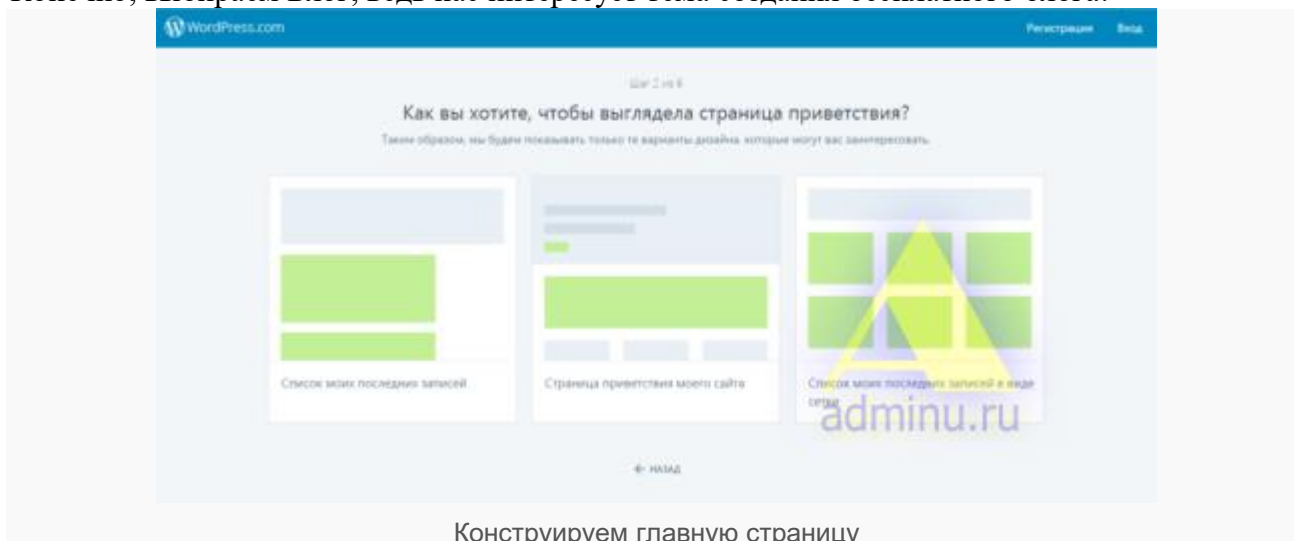 WordPress.com
Регистрация Вход
Шаг 2 из 6
Как вы хотите, чтобы выглядела страница приветствия?
Таким образом, мы будем показывать только те варианты дизайна, которые могут вас заинтересовать.
Список моих последних записей
Страница приветствия моего сайта
Список моих последних записей в виде
сетки
adminu.ru
← НАЗАД
Конструируем главную страницу